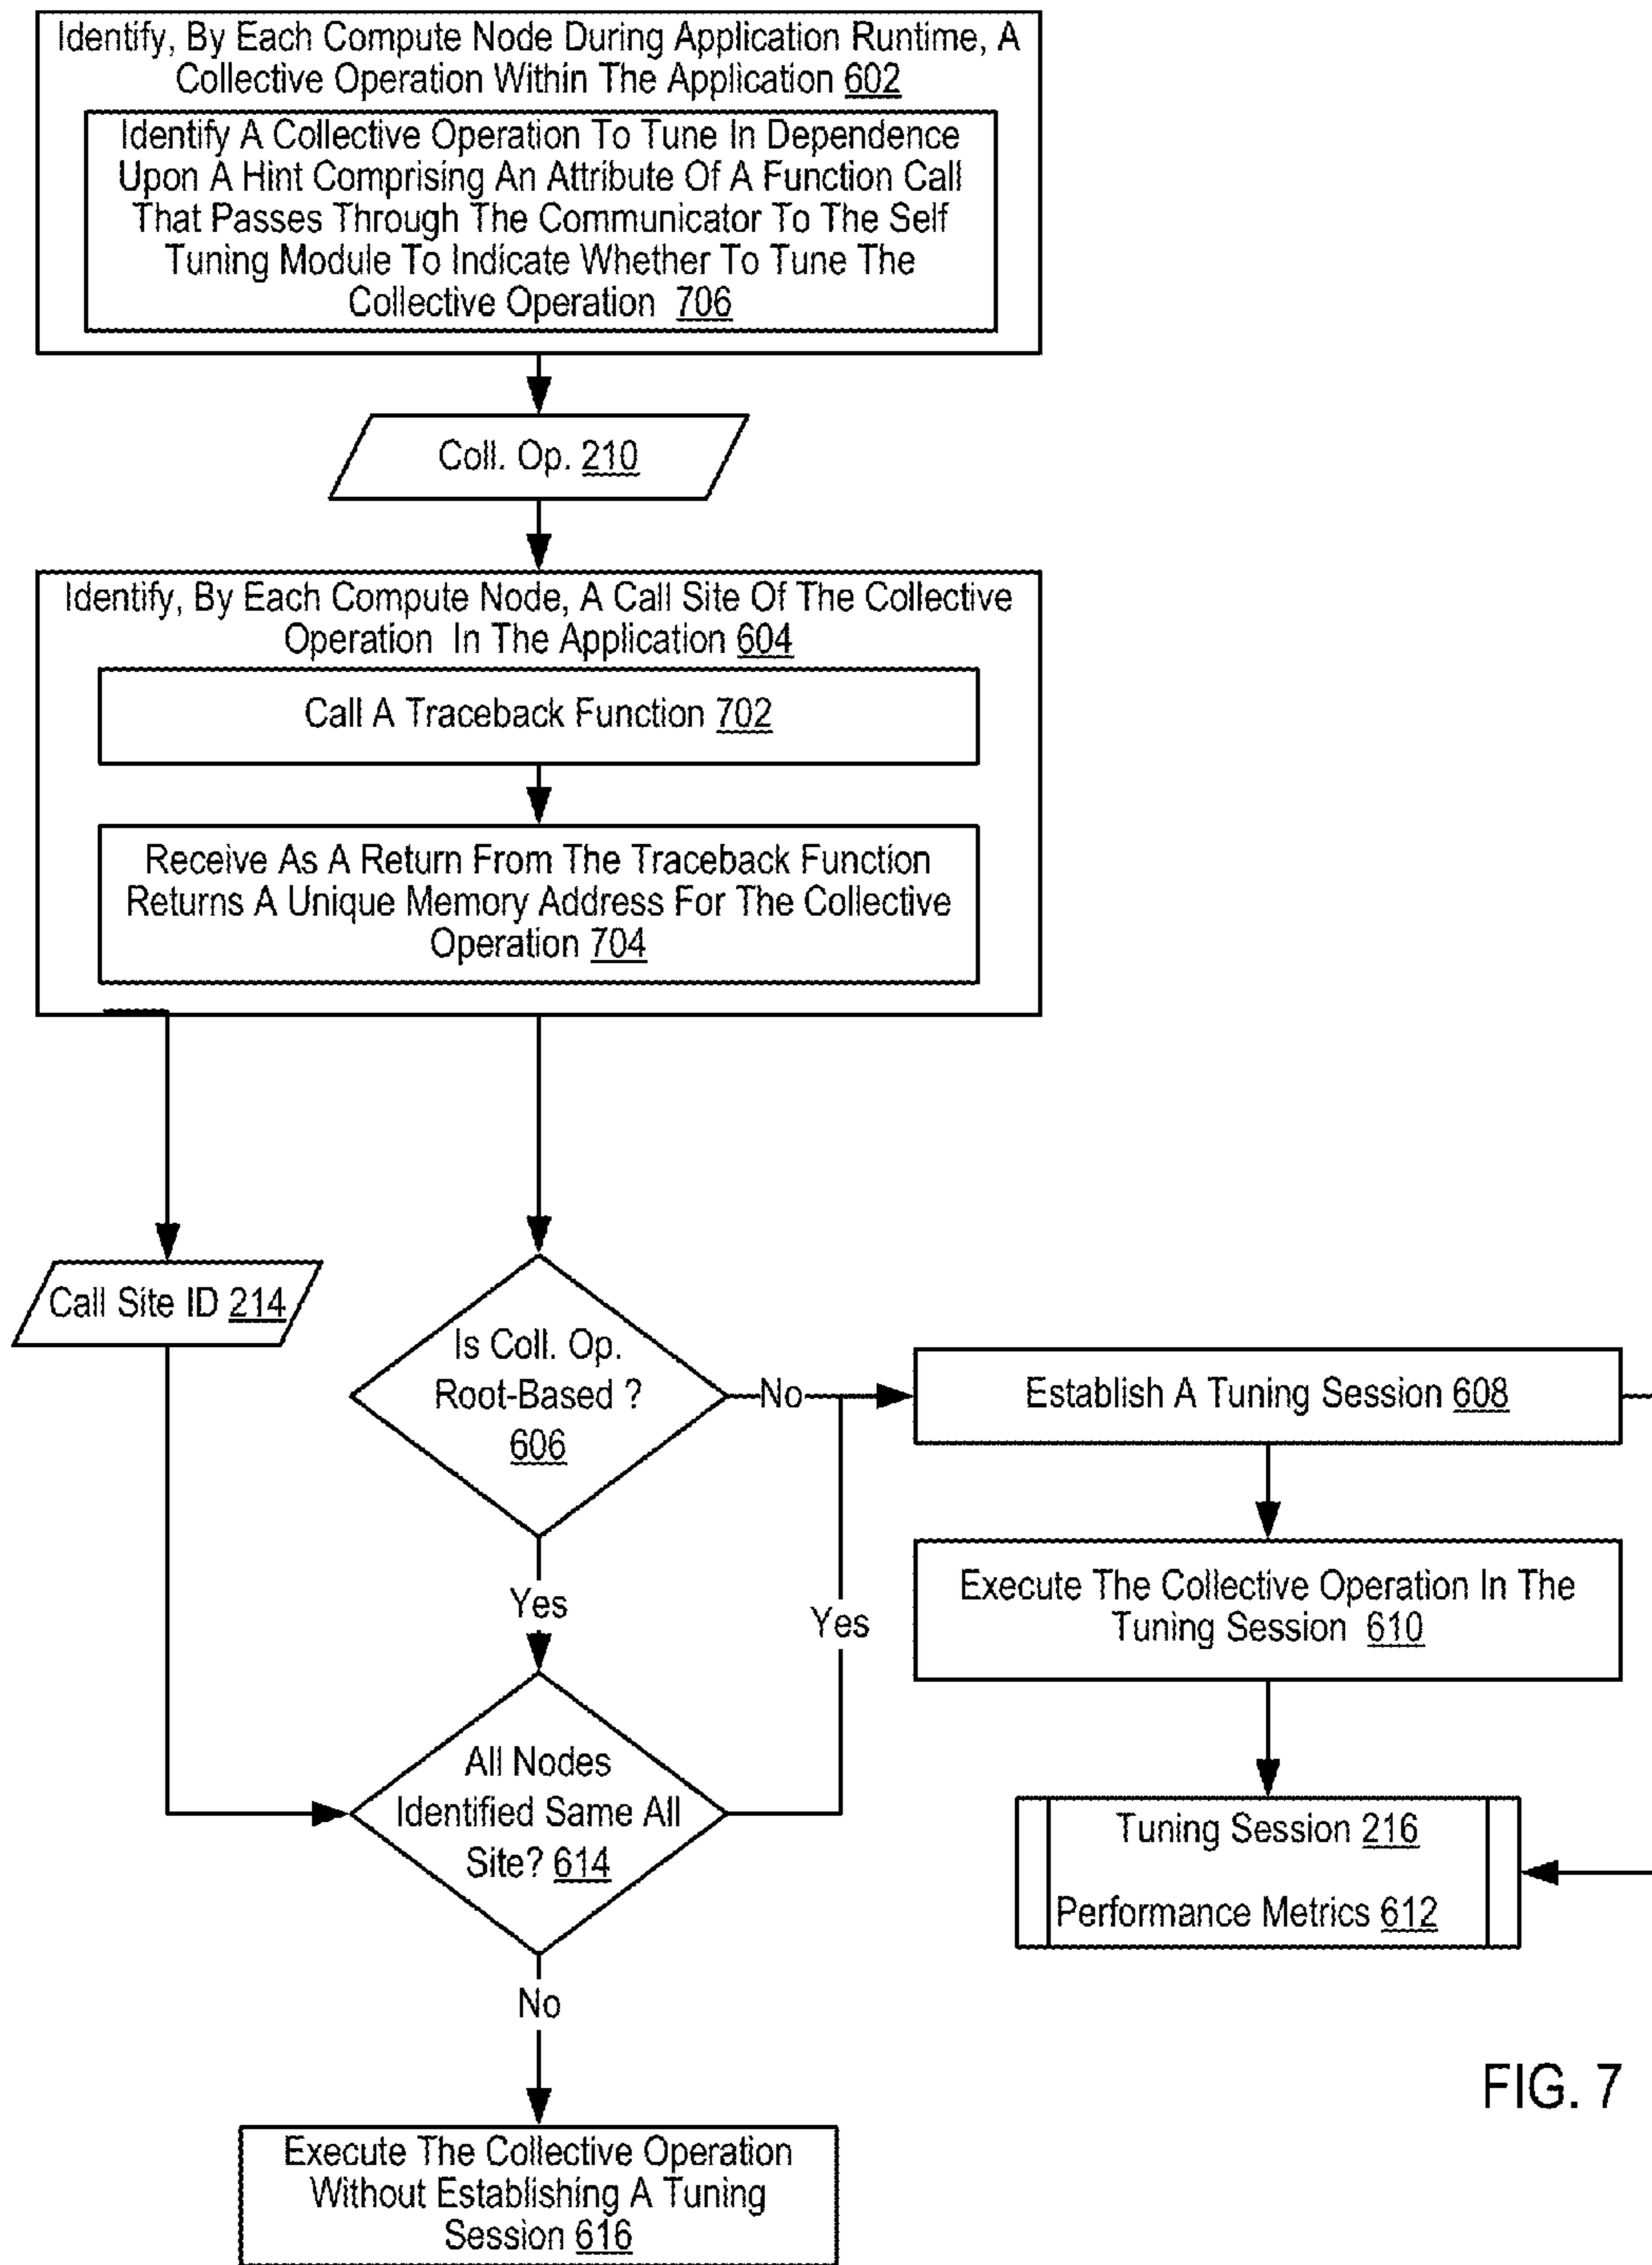 Identify, By Each Compute Node During Application Runtime, A
Collective Operation Within The Application 602
Identify A Collective Operation To Tune In Dependence
Upon A Hint Comprising An Attribute Of A Function Call
That Passes Through The Communicator To The Self
Tuning Module To Indicate Whether To Tune The
Collective Operation 706
Coll. Op. 210
Identify, By Each Compute Node, A Call Site Of The Collective
Operation In The Application 604
Call A Traceback Function 702
Receive As A Return From The Traceback Function
Returns A Unique Memory Address For The Collective
Operation 704
Call Site ID 214
Is Coll. Op.
Root-Based ?
606
No
Establish A Tuning Session 608
Yes
Yes
Execute The Collective Operation In The
Tuning Session 610
All Nodes
Identified Same All
Site? 614
Tuning Session 216
Performance Metrics 612
No
Execute The Collective Operation
Without Establishing A Tuning
Session 616
FIG. 7